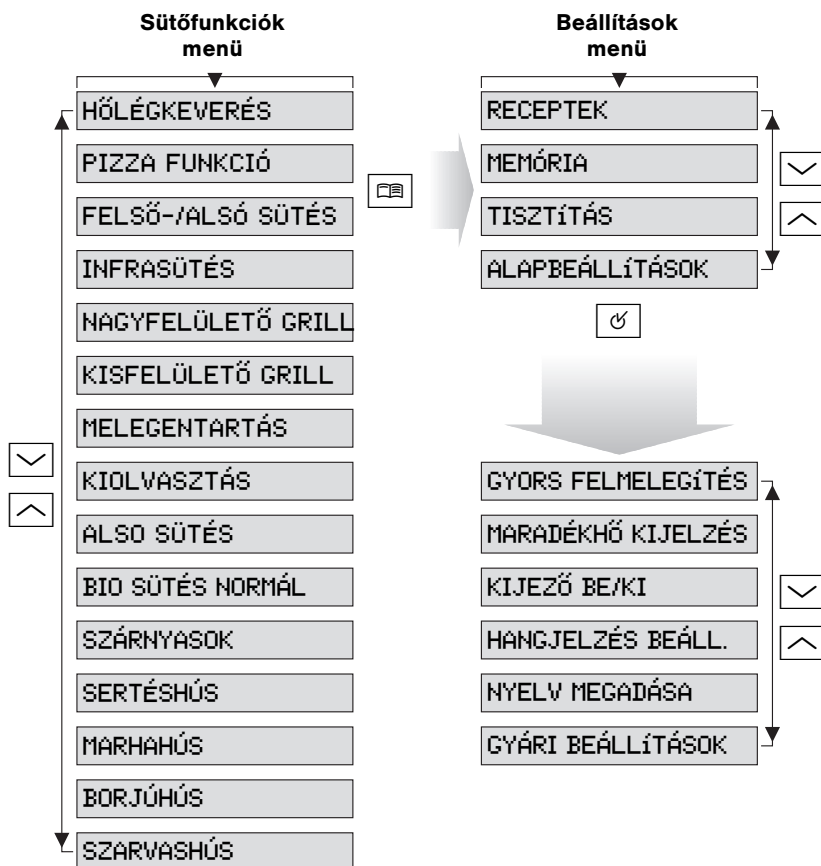 Sütőfunkciók
menü
HŐLÉGKEVERÉS
PIZZA FUNKCIÓ
FELSŐ-/ALSÓ SÜTÉS
INFRASÜTÉS
NAGYFELÜLETŐ GRILL
KISFELÜLETŐ GRILL
MELEGENTARTÁS
KIOLVASZTÁS
ALSO SÜTÉS
BIO SÜTÉS NORMÁL
SZÁRNYASOK
SERTÉSHÚS
MARHAHÚS
BORJÚHÚS
SZARVASHÚS
Beállítások
menü
RECEPTEK
MEMÓRIA
TISZTíTÁS
ALAPBEÁLLíTÁSOK
GYORS FELMELEGíTÉS
MARADÉKHŐ KIJELZÉS
KIJEZŐ BE/KI
HANGJELZÉS BEÁLL.
NYELV MEGADÁSA
GYÁRI BEÁLLíTÁSOK